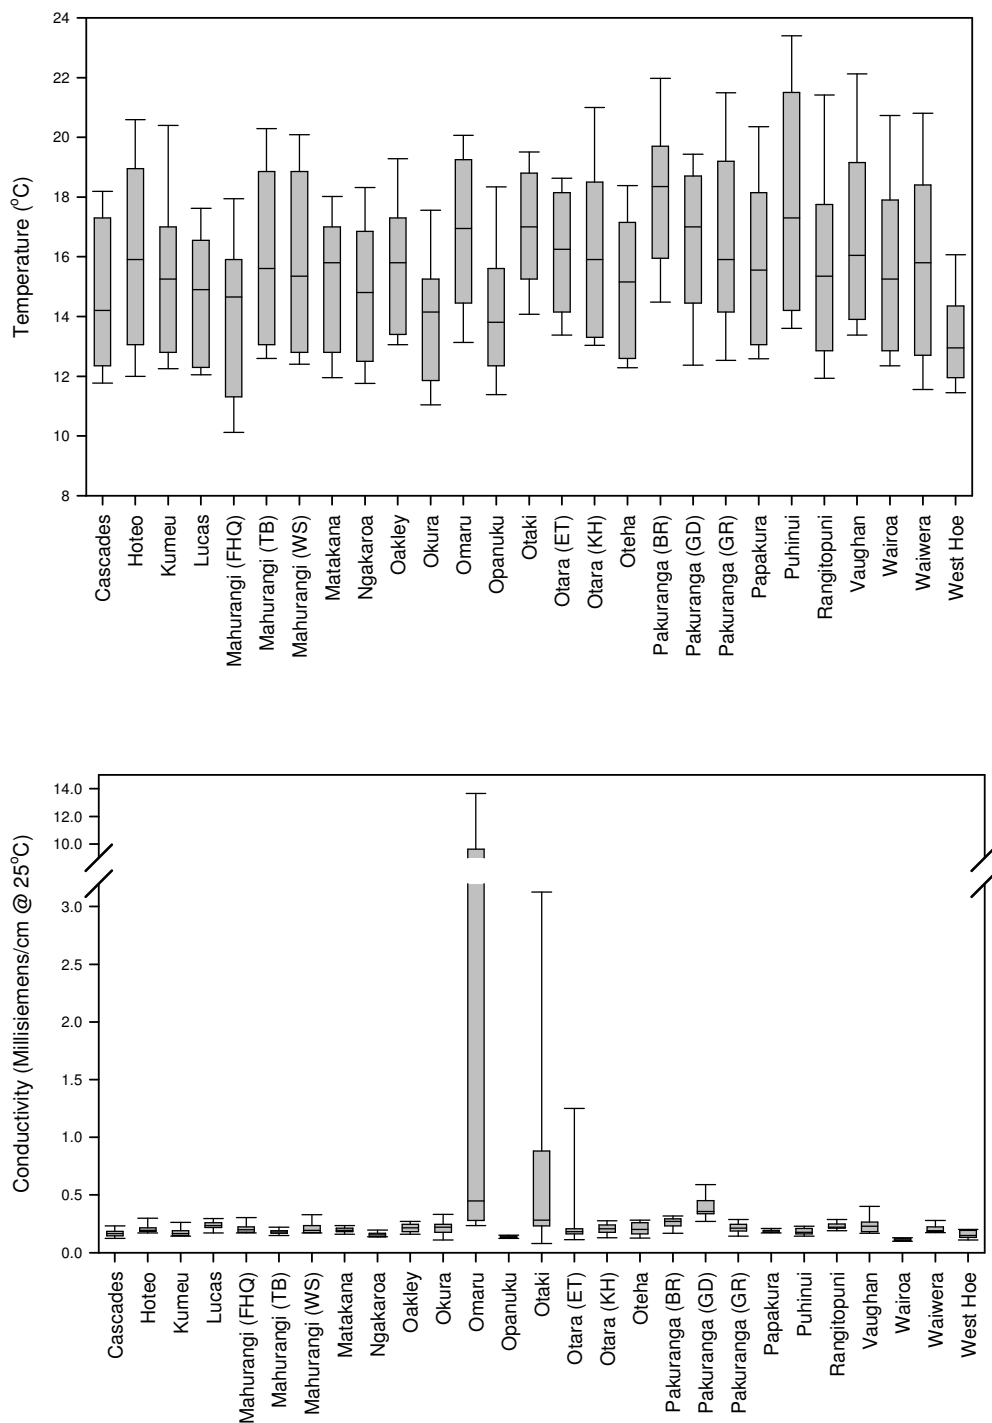 24
22
20
18
16
14
12
10
8
Temperature (°C)
Cascades
Hoteo
Kumeu
Lucas
Mahurangi (FHQ)
Mahurangi (TB)
Mahurangi (WS)
Matakana
Ngakaroa
Oakley
Okura
Omaru
Opanuku
Otaki
Otara (ET)
Otara (KH)
Oteha
Pakuranga (BR)
Pakuranga (GD)
Pakuranga (GR)
Papakura
Puhinui
Rangitopuni
Vaughan
Wairoa
Waiwera
West Hoe
14.0
12.0
10.0
3.0
2.5
2.0
1.5
1.0
0.5
0.0
Conductivity (Millisiemens/cm @ 25°C)
Cascades
Hoteo
Kumeu
Lucas
Mahurangi (FHQ)
Mahurangi (TB)
Mahurangi (WS)
Matakana
Ngakaroa
Oakley
Okura
Omaru
Opanuku
Otaki
Otara (ET)
Otara (KH)
Oteha
Pakuranga (BR)
Pakuranga (GD)
Pakuranga (GR)
Papakura
Puhinui
Rangitopuni
Vaughan
Wairoa
Waiwera
West Hoe